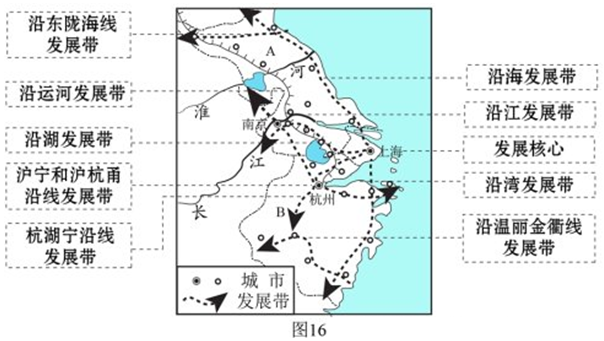 沿东陇海线
发展带
沿运河发展带
沿湖发展带
沪宁和沪杭甬
沿线发展带
杭湖宁沿线
发展带
A
河
淮
南京
江
上海
长
杭州
B
沿海发展带
沿江发展带
发展核心
沿湾发展带
沿温丽金衢线
发展带
城市
发展带
图16